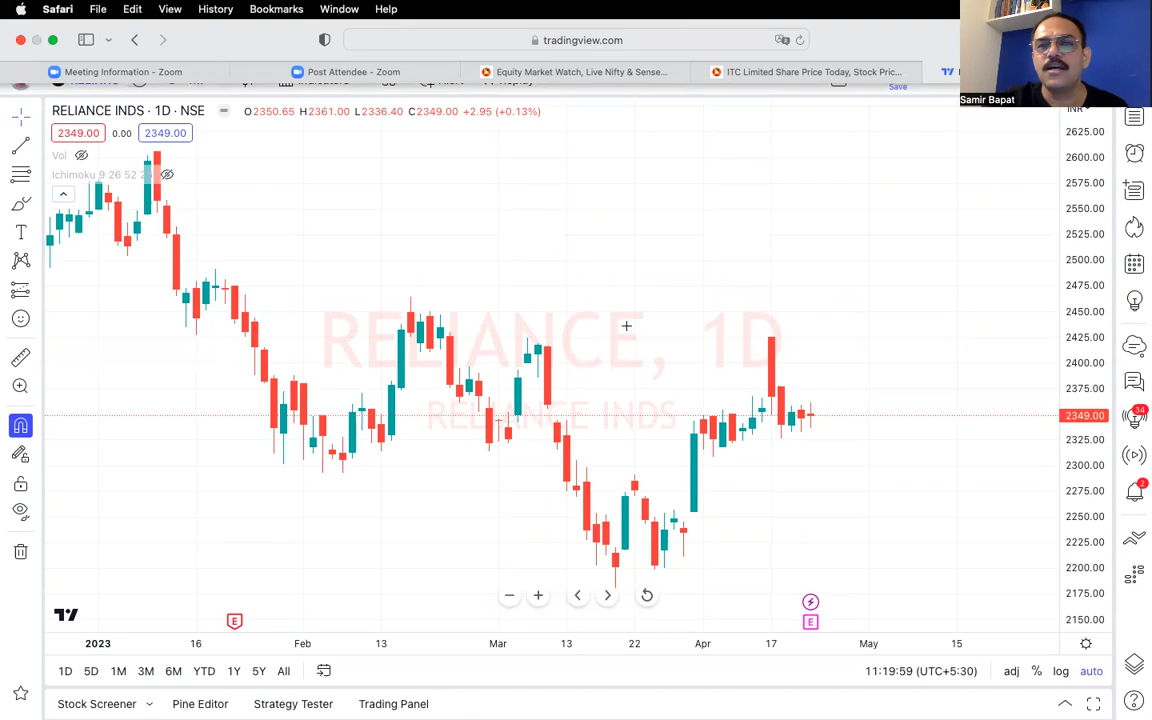 Safari File Edit View History Bookmarks Window Help
tradingview.com
Meeting Information - Zoom
Post Attendee - Zoom
Equity Market Watch, Live Nifty & Sense...
ITC Limited Share Price Today, Stock Pric...
Save
Samir Bapat
RELIANCE INDS · 1D · NSE
O2350.65 H2361.00 L2336.40 C2349.00 +2.95 (+0.13%)
2349.00 0.00 2349.00
Vol
Ichimoku 9 26 52
RELIANCE, 1D
RELIANCE INDS
2625.00
2600.00
2575.00
2550.00
2525.00
2500.00
2475.00
2450.00
2425.00
2400.00
2375.00
2349.00
2325.00
2300.00
2275.00
2250.00
2225.00
2200.00
2175.00
2150.00
34
2
E
E
2023 16 Feb 13 Mar 13 22 Apr 17 May 15
1D 5D 1M 3M 6M YTD 1Y 5Y All
11:19:59 (UTC+5:30) adj % log auto
Stock Screener Pine Editor Strategy Tester Trading Panel